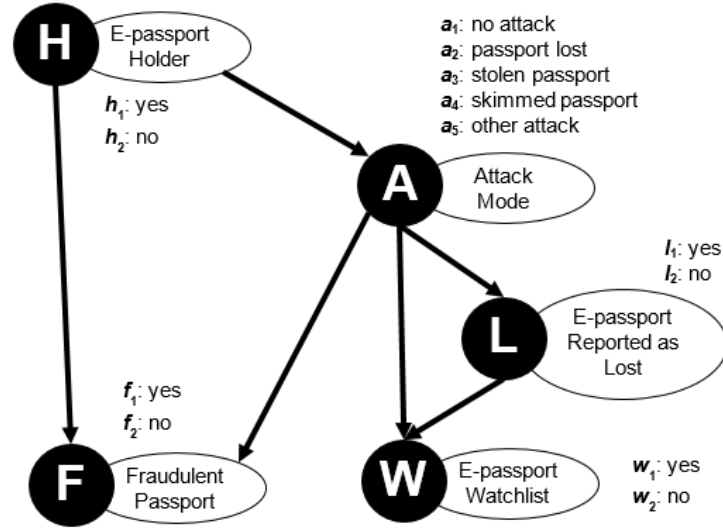 H
E-passport
Holder
h1: yes
h2: no
a1: no attack
a2: passport lost
a3: stolen passport
a4: skimmed passport
a5: other attack
A
Attack
Mode
l1: yes
l2: no
L
E-passport
Reported as
Lost
f1: yes
f2: no
F
Fraudulent
Passport
W
E-passport
Watchlist
w1: yes
w2: no